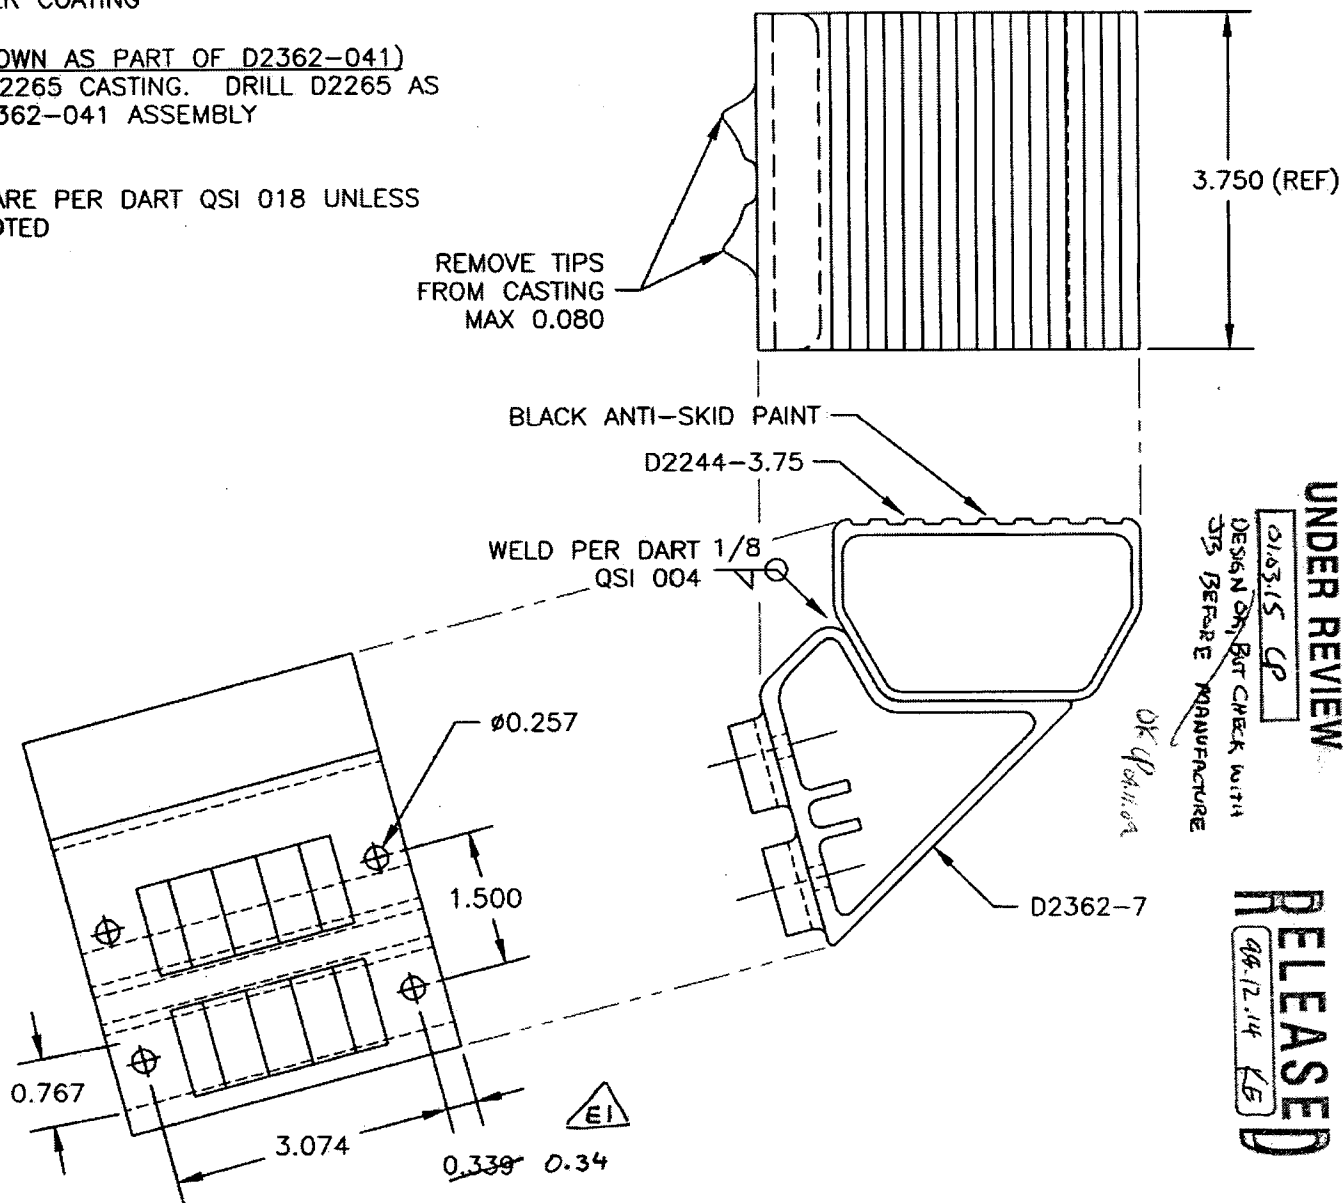 ER COATING
OWN AS PART OF D2362-041)
2265 CASTING. DRILL D2265 AS
362-041 ASSEMBLY
ARE PER DART QSI 018 UNLESS
OTED
REMOVE TIPS
FROM CASTING
MAX 0.080
3.750 (REF)
BLACK ANTI-SKID PAINT
D2244-3.75
WELD PER DART 1/8
QSI 004
ø0.257
1.500
0.767
3.074
0.339 0.34
E1
D2362-7
UNDER REVIEW
01.03.15 CP
DESIGN OK, BUT CHECK WITH
JB BEFORE MANUFACTURE
OK CP
RELEASED
99.12.14 KE